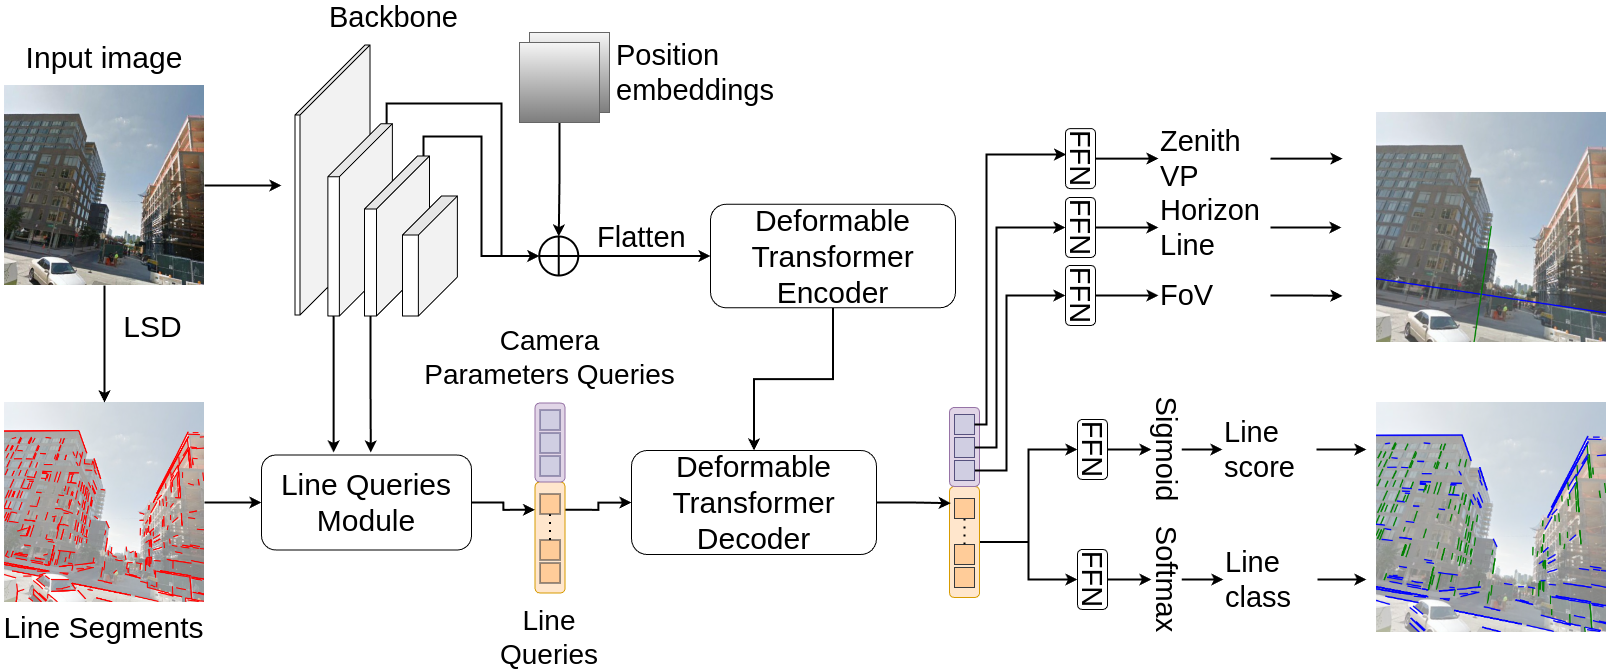 Backbone
Input image
Position
embeddings
Flatten
Deformable
Transformer
Encoder
FFN
Zenith
VP
FFN
Horizon
Line
FFN
FoV
LSD
Camera
Parameters Queries
Line Queries
Module
Deformable
Transformer
Decoder
FFN
Sigmoid
Line
score
FFN
Softmax
Line
class
Line Segments
Line
Queries